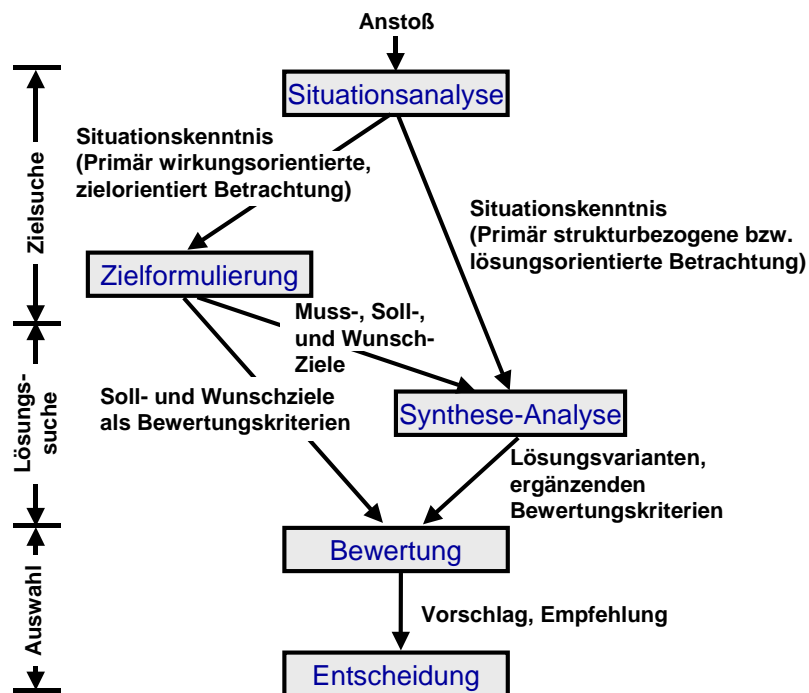 Anstoß
Situationsanalyse
Situationskenntnis
(Primär wirkungsorientierte,
zielorientiert Betrachtung)
Zielsuche
Situationskenntnis
(Primär strukturbezogene bzw.
lösungsorientierte Betrachtung)
Zielformulierung
Muss-, Soll-,
und Wunsch-
Ziele
Soll- und Wunschziele
als Bewertungskriterien
Lösungs-
suche
Synthese-Analyse
Lösungsvarianten,
ergänzenden
Bewertungskriterien
Bewertung
Auswahl
Vorschlag, Empfehlung
Entscheidung